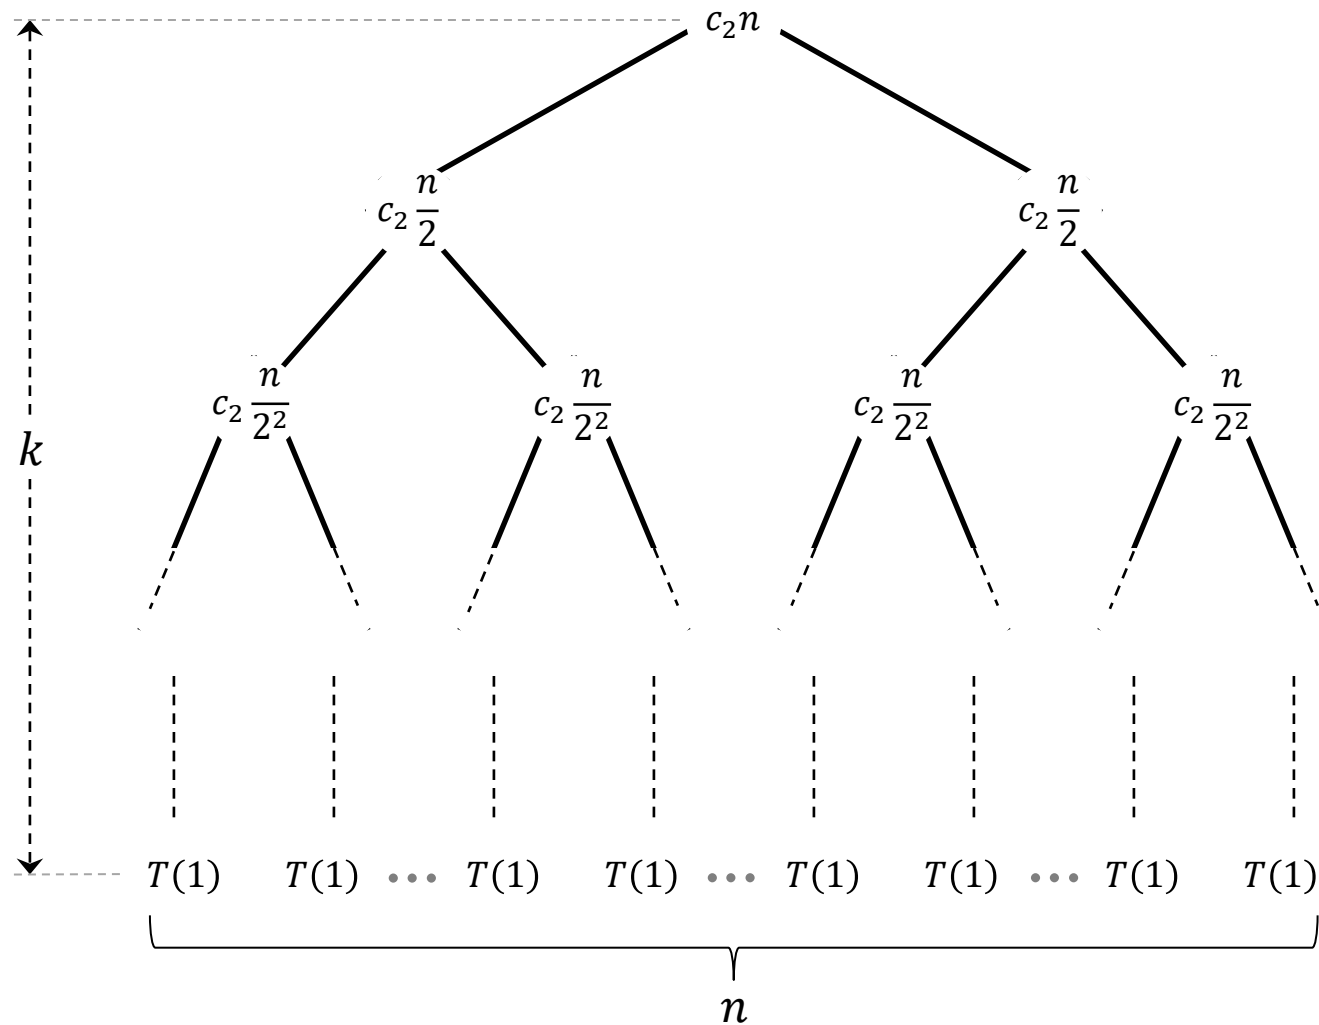 c₂n
c₂ n/2 c₂ n/2
c₂ n/2² c₂ n/2² c₂ n/2² c₂ n/2²
k
T(1) T(1) ••• T(1) T(1) ••• T(1) T(1) ••• T(1) T(1)
n